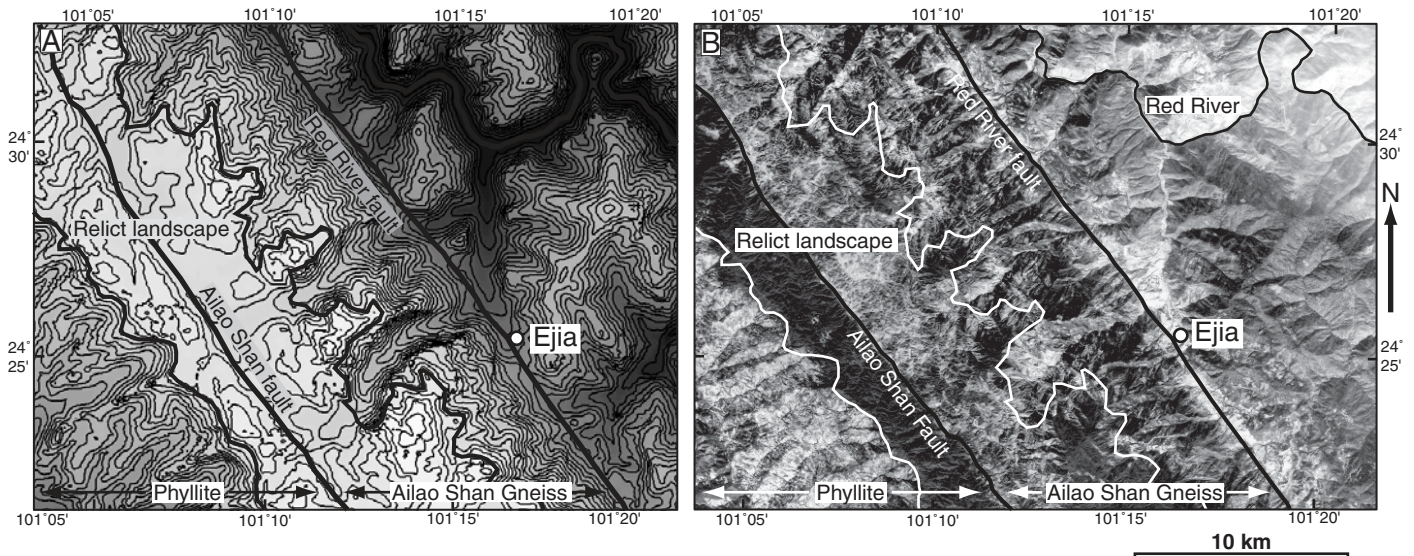 101°05' 101°10' 101°15' 101°20'
101°05' 101°10' 101°15' 101°20'
A
B
24°
30'
24°
25'
Red River fault
Relict landscape
Ailao Shan fault
Ejia
Phyllite
Ailao Shan Gneiss
101°05' 101°10' 101°15' 101°20'
Red River fault
Red River
24°
30'
N
Relict landscape
Ailao Shan Fault
Ejia
24°
25'
Phyllite
Ailao Shan Gneiss
101°05' 101°10' 101°15' 101°20'
10 km